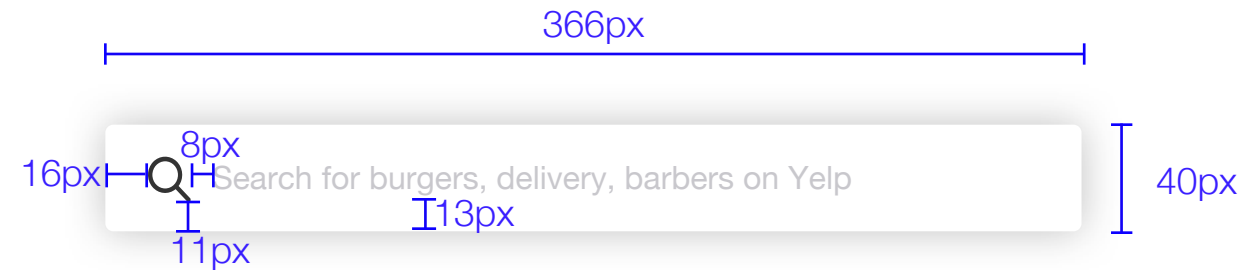 366px
8px
16px
Search for burgers, delivery, barbers on Yelp
40px
13px
11px